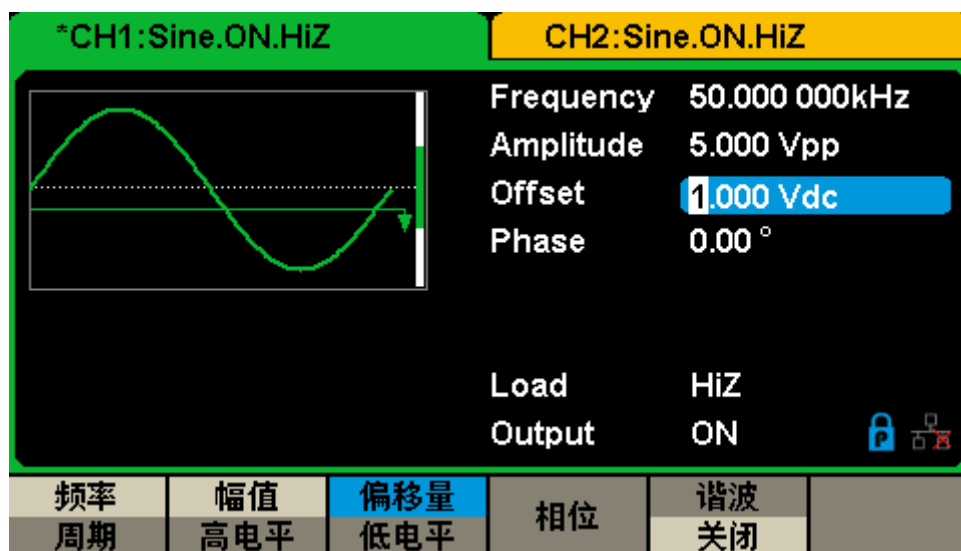 *CH1:Sine.ON.HiZ
CH2:Sine.ON.HiZ
Frequency 50.000 000kHz
Amplitude 5.000 Vpp
Offset 1.000 Vdc
Phase 0.00 °
Load HiZ
Output ON
P
频率 幅值 偏移量 相位 谐波
周期 高电平 低电平 关闭